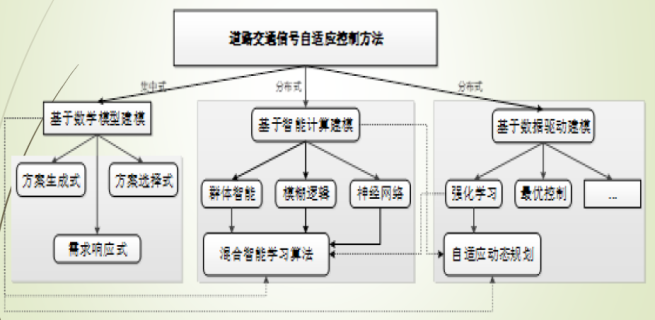 道路交通信号自适应控制方法
集中式
分布式
分布式
基于数学模型建模
基于智能计算建模
基于数据驱动建模
方案生成式
方案选择式
群体智能
模糊逻辑
神经网络
强化学习
最优控制
...
需求响应式
混合智能学习算法
自适应动态规划